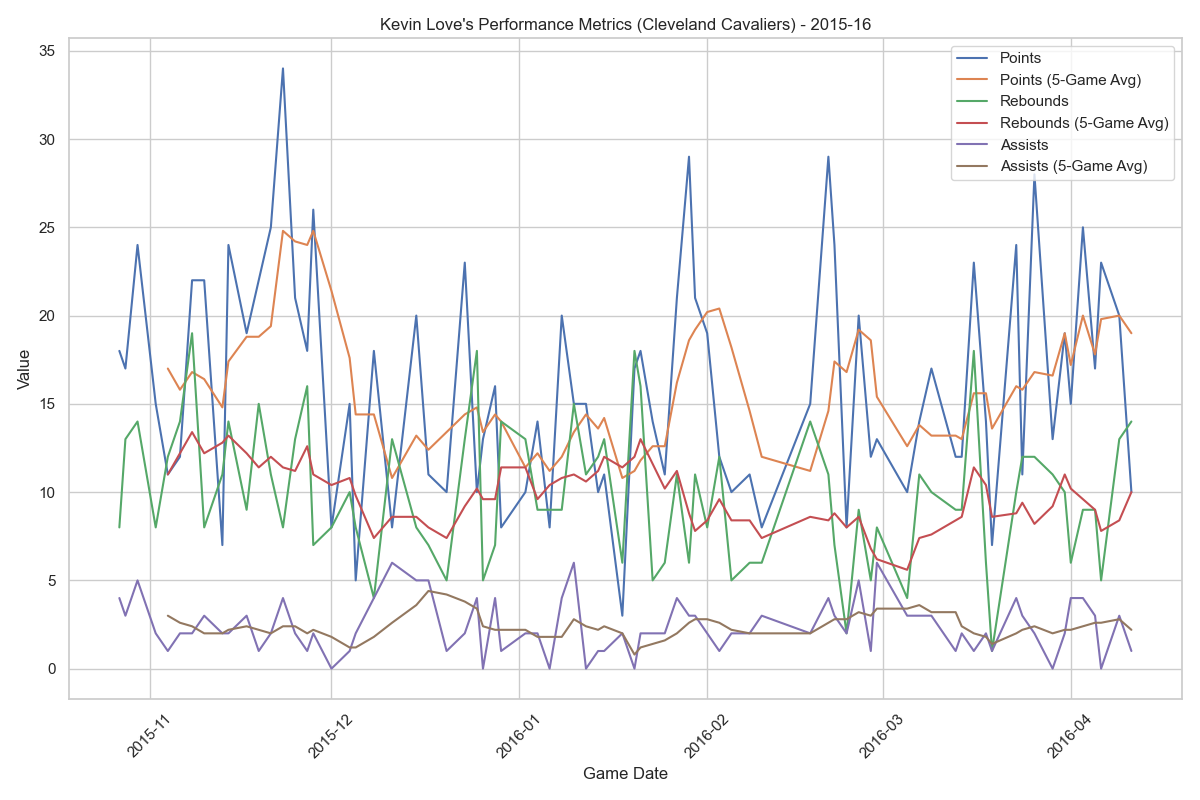 Kevin Love's Performance Metrics (Cleveland Cavaliers) - 2015-16
Points
Points (5-Game Avg)
Rebounds
Rebounds (5-Game Avg)
Assists
Assists (5-Game Avg)
35
30
25
20
15
10
5
0
Value
2015-11
2015-12
2016-01
2016-02
2016-03
2016-04
Game Date